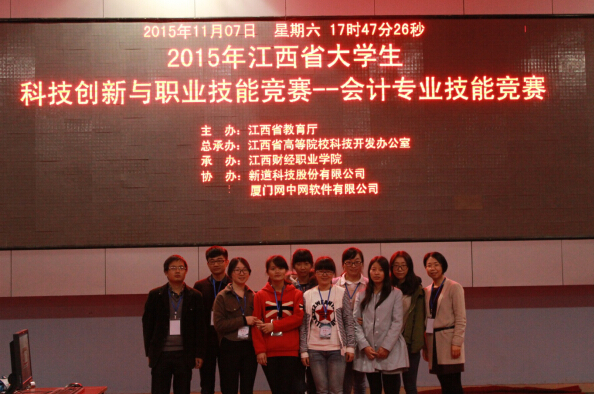 2015年11月07日 星期六 17时47分26秒
2015年江西省大学生
科技创新与职业技能竞赛--会计专业技能竞赛
主 办：江西省教育厅
总承办：江西省高等院校科技开发办公室
承 办：江西财经职业学院
协 办：新道科技股份有限公司
厦门网中网软件有限公司